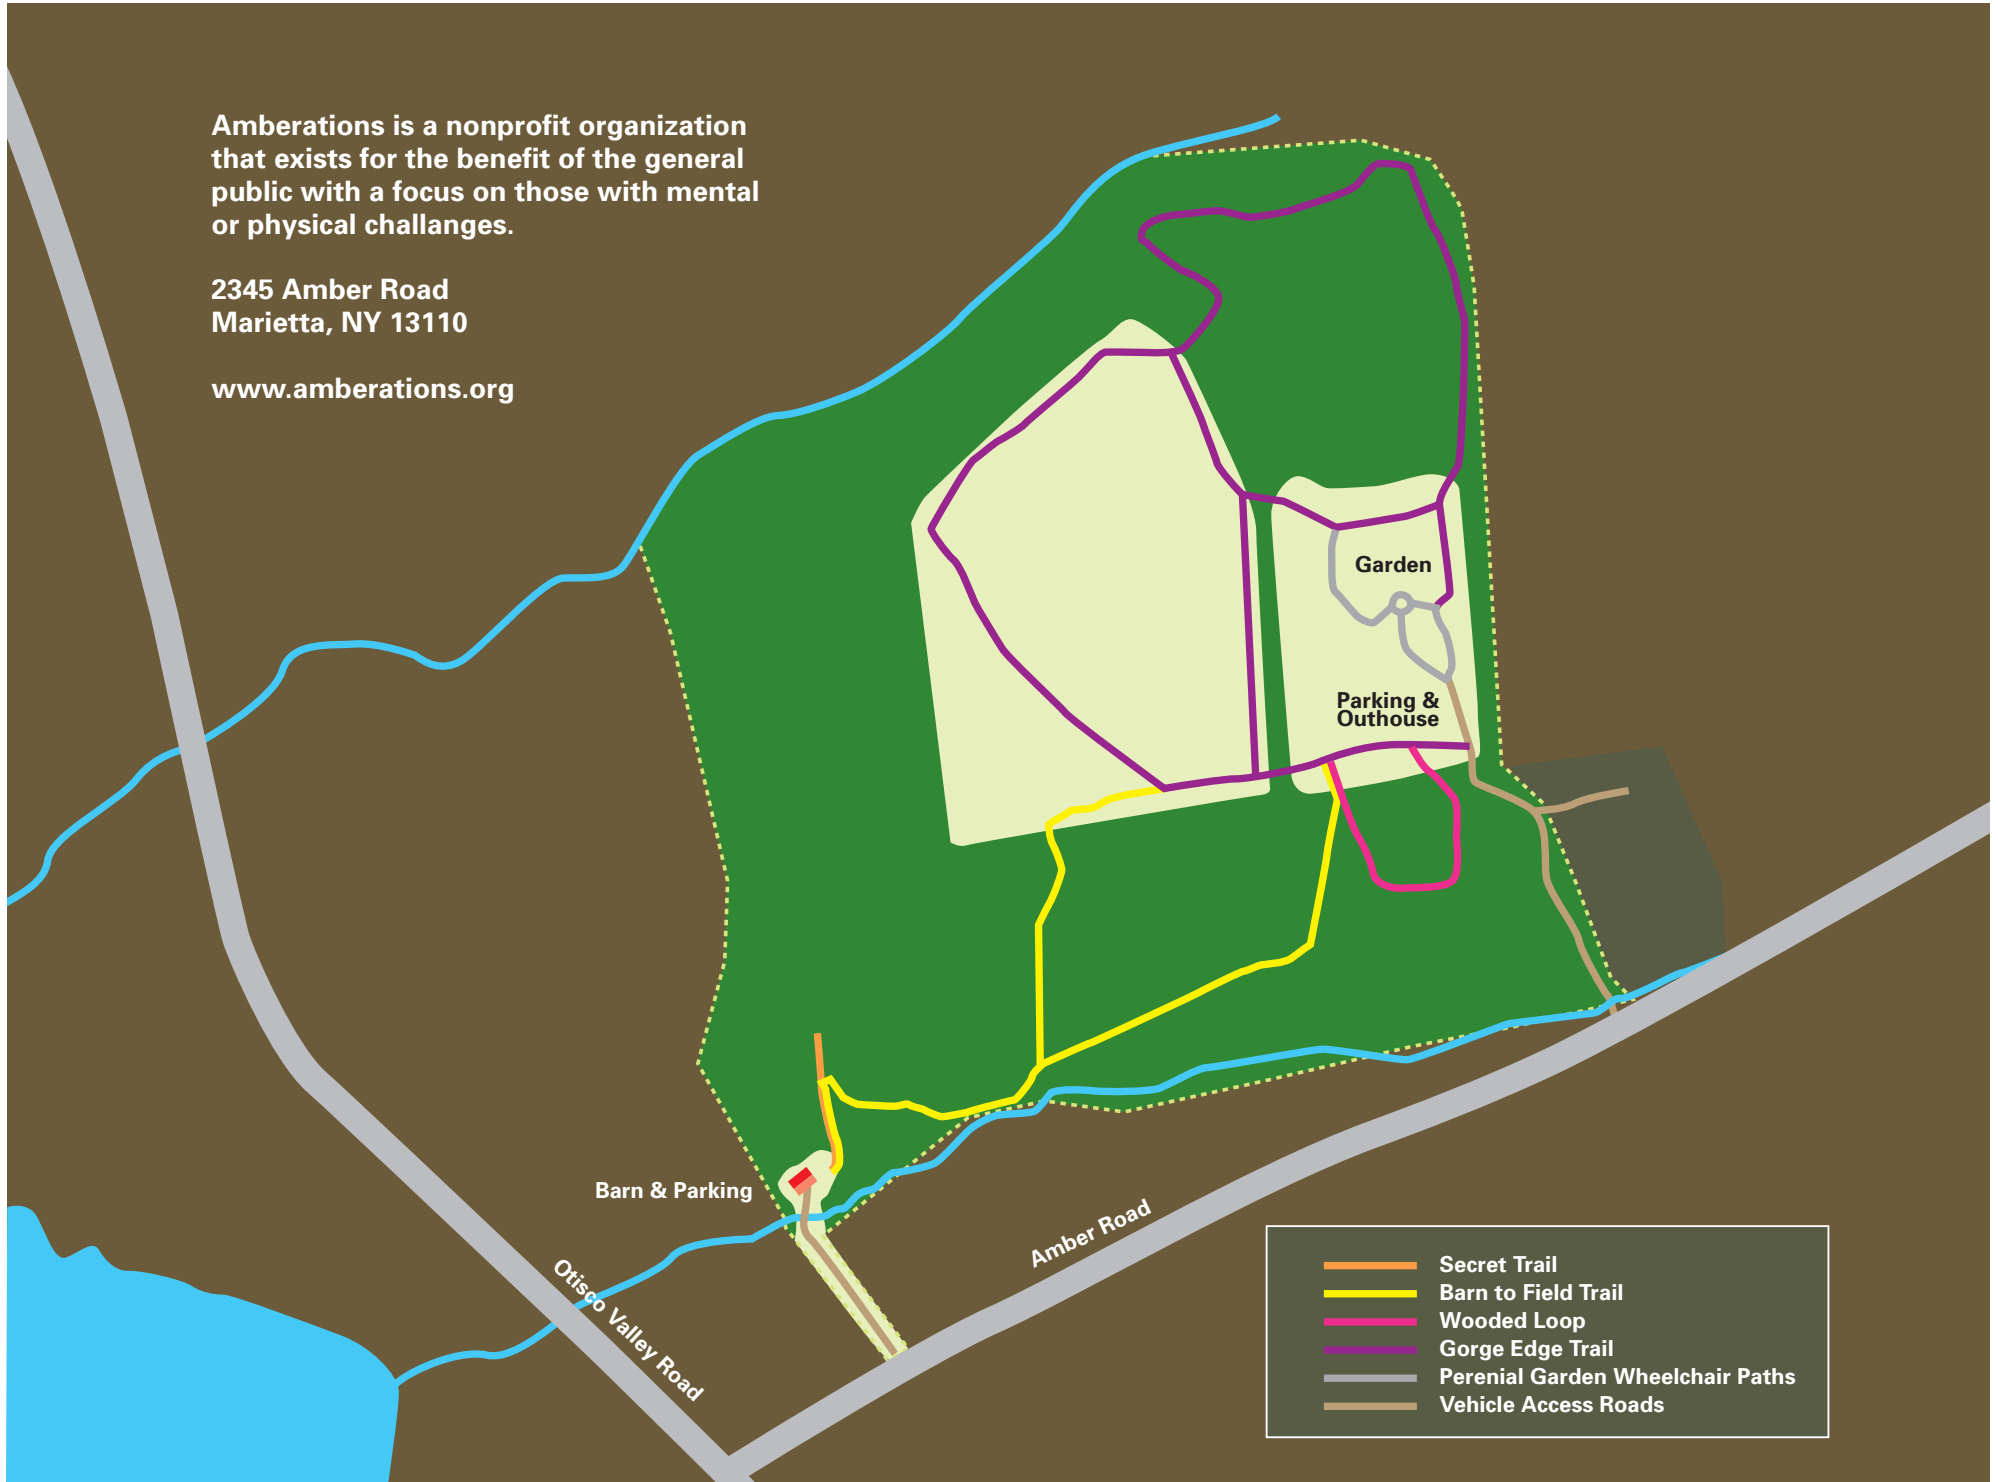 Amberations is a nonprofit organization
that exists for the benefit of the general
public with a focus on those with mental
or physical challanges.
2345 Amber Road
Marietta, NY 13110
www.amberations.org
Garden
Parking &
Outhouse
Barn & Parking
Otisco Valley Road
Amber Road
Secret Trail
Barn to Field Trail
Wooded Loop
Gorge Edge Trail
Perenial Garden Wheelchair Paths
Vehicle Access Roads